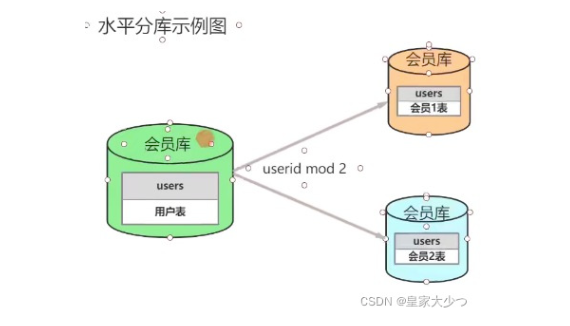 水平分库示例图
会员库
users
用户表
userid mod 2
会员库
users
会员1表
会员库
users
会员2表
CSDN @皇家大少つ